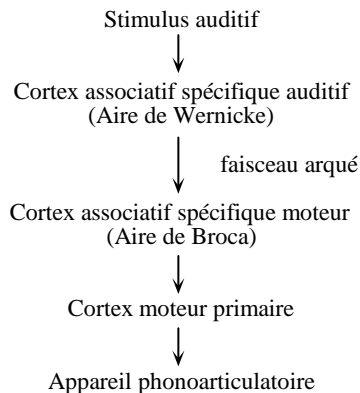 Stimulus auditif
Cortex associatif spécifique auditif
(Aire de Wernicke)
faisceau arqué
Cortex associatif spécifique moteur
(Aire de Broca)
Cortex moteur primaire
Appareil phonoarticulatoire